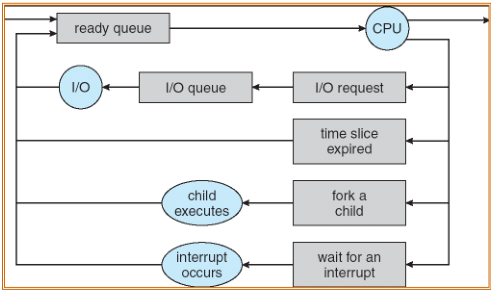 ready queue
CPU
I/O
I/O queue
I/O request
time slice
expired
child
executes
fork a
child
interrupt
occurs
wait for an
interrupt